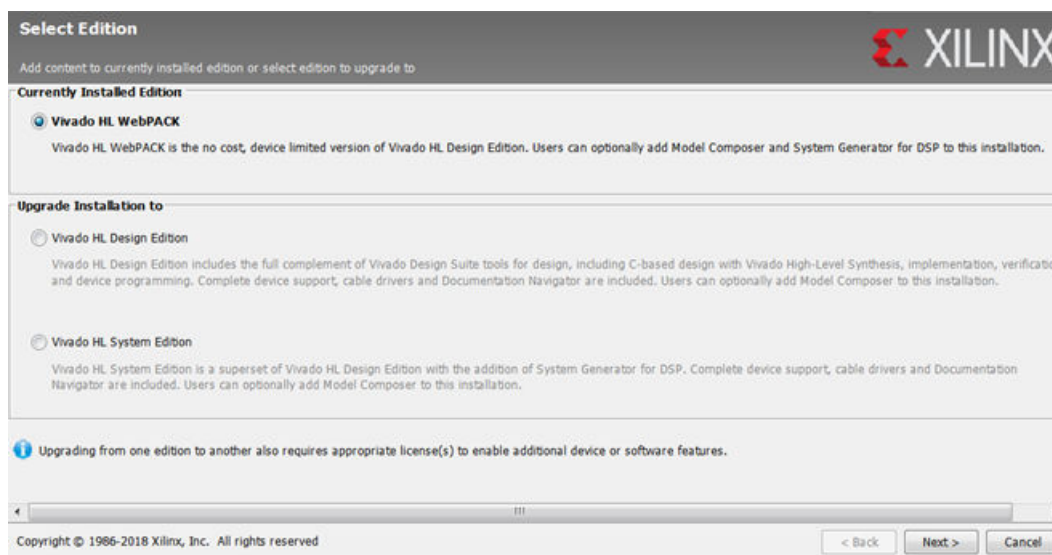 Select Edition
XILINX
Add content to currently installed edition or select edition to upgrade to
Currently Installed Edition
Vivado HL WebPACK
Vivado HL WebPACK is the no cost, device limited version of Vivado HL Design Edition. Users can optionally add Model Composer and System Generator for DSP to this installation.
Upgrade Installation to
Vivado HL Design Edition
Vivado HL Design Edition includes the full complement of Vivado Design Suite tools for design, including C-based design with Vivado High-Level Synthesis, implementation, verificatio
and device programming. Complete device support, cable drivers and Documentation Navigator are included. Users can optionally add Model Composer to this installation.
Vivado HL System Edition
Vivado HL System Edition is a superset of Vivado HL Design Edition with the addition of System Generator for DSP. Complete device support, cable drivers and Documentation
Navigator are included. Users can optionally add Model Composer to this installation.
Upgrading from one edition to another also requires appropriate license(s) to enable additional device or software features.
Copyright © 1986-2018 Xilinx, Inc. All rights reserved
< Back Next > Cancel